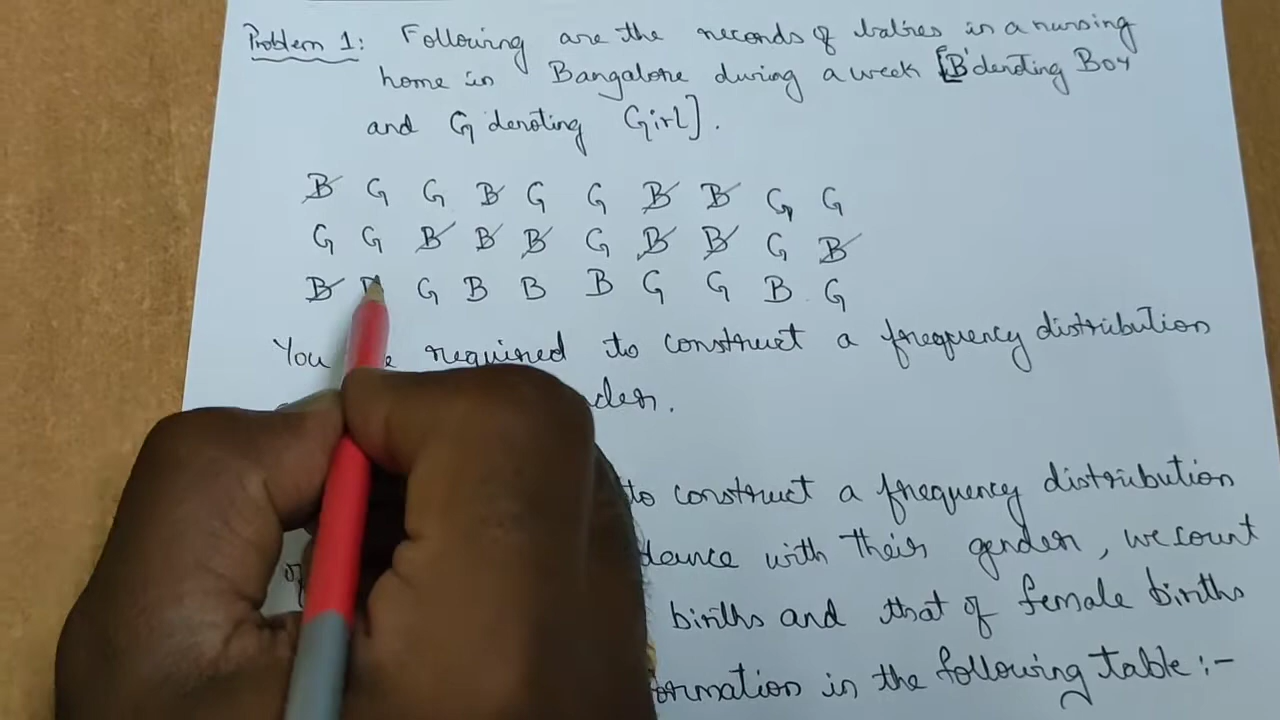 Problem 1: Following are the records of babies in a nursing
home in Bangalore during a week ['B' denoting Boy
and G denoting Girl].
B G G B G G B B G G
G G B B B G B B G B
B G B B B G G B G
You required to construct a frequency distribution
to construct a frequency distribution
with their gender, we count
births and that of female births
in the following table :-